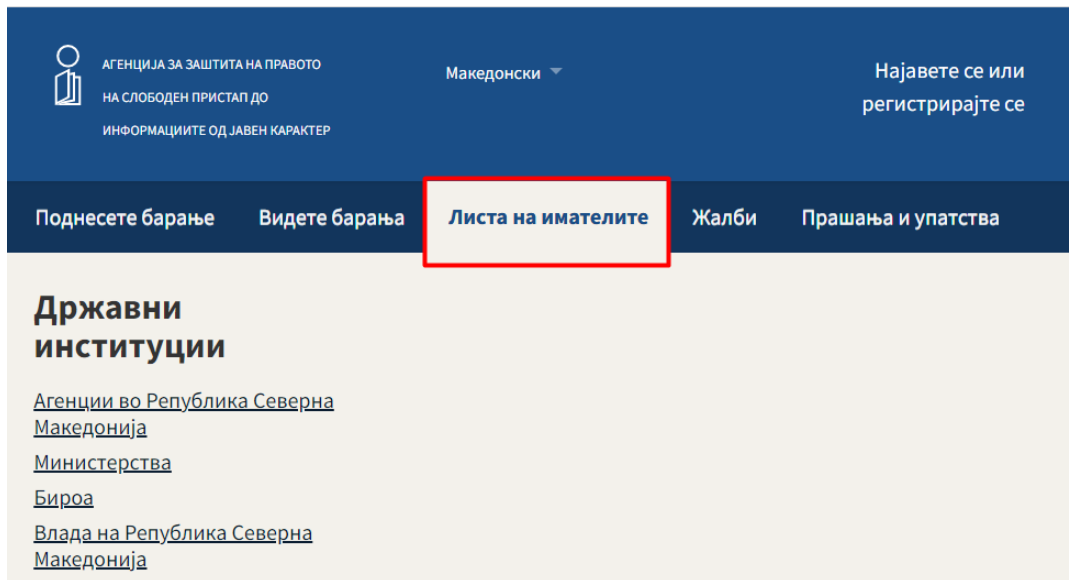 АГЕНЦИЈА ЗА ЗАШТИТА НА ПРАВОТО
НА СЛОБОДЕН ПРИСТАП ДО
ИНФОРМАЦИИТЕ ОД ЈАВЕН КАРАКТЕР
Македонски
Најавете се или
регистрирајте се
Поднесете барање
Видете барања
Листа на имателите
Жалби
Прашања и упатства
Државни
институции
Агенции во Република Северна
Македонија
Министерства
Бироа
Влада на Република Северна
Македонија